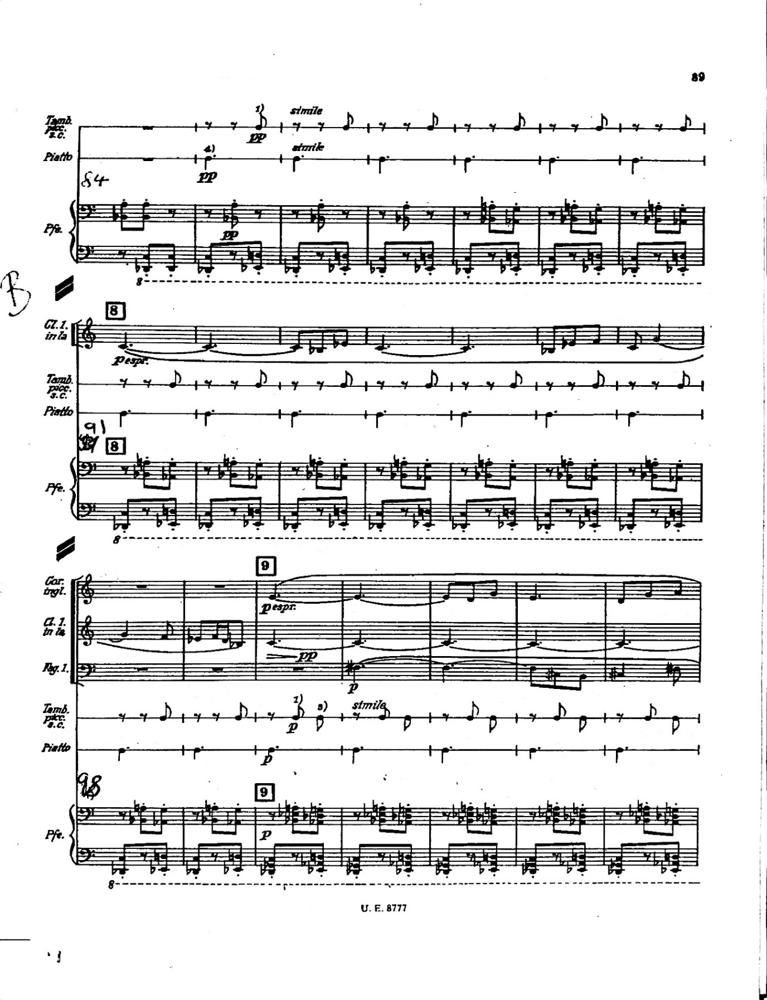 89
1)
simile
Tamb.
picc.
s.c.
pp
4)
simile
Piatto
pp
84
Pfe.
pp
8
B
8
Cl. 1.
in la
p espr.
Tamb.
picc.
s.c.
Piatto
91
8
Pfe.
8
9
Cor.
ingl.
p espr.
Cl. 1.
in la
pp
Fag. 1.
p
1)
3)
simile
Tamb.
picc.
s.c.
p
Piatto
p
98
9
Pfe.
p
8
U. E. 8777